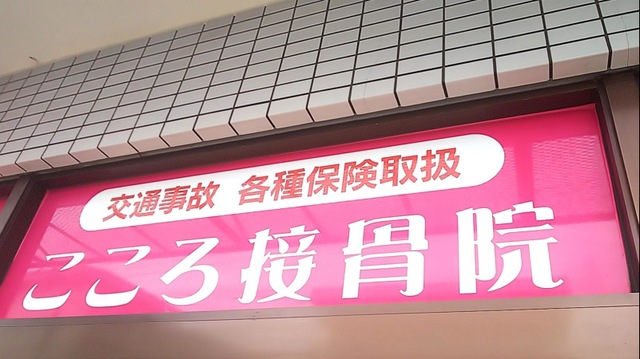 交通事故 各種保険取扱
こころ接骨院